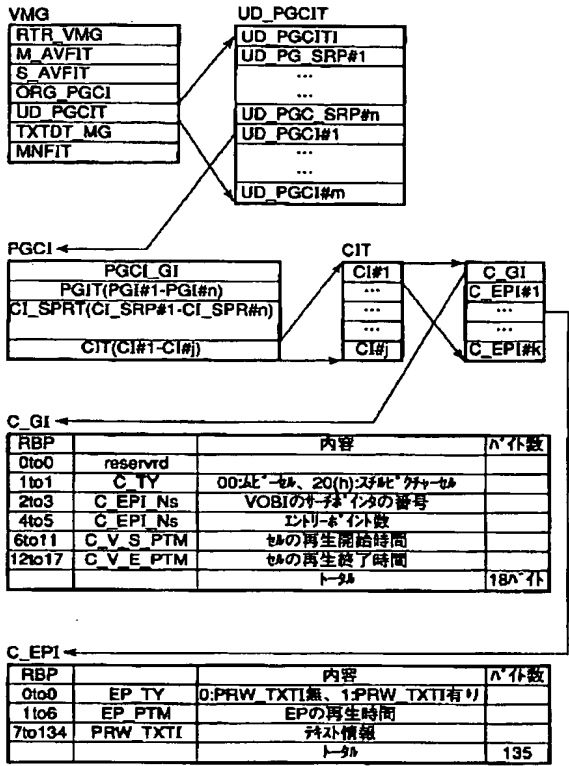 VMG
RTR_VMG
M_AVFIT
S_AVFIT
ORG_PGCI
UD_PGCIT
TXTDT_MG
MNFIT
UD_PGCIT
UD_PGCITI
UD_PG_SRP#1
...
...
UD_PGC_SRP#n
UD_PGCI#1
...
...
UD_PGCI#m
PGCI
PGCI_GI
PGIT(PGI#1-PGI#n)
CI_SPRT(CI_SRP#1-CI_SPR#n)
CIT(CI#1-CI#j)
CIT
CI#1
...
...
...
CI#j
C_GI
C_EPI#1
...
...
C_EPI#k
C_GI
RBP 内容 バイト数
0to0 reservrd
1to1 C_TY 00:ムービーセル、20(h):スチルピクチャーセル
2to3 C_EPI_Ns VOBIのサーチポインタの番号
4to5 C_EPI_Ns エントリーポイント数
6to11 C_V_S_PTM セルの再生開始時間
12to17 C_V_E_PTM セルの再生終了時間
トータル 18バイト
C_EPI
RBP 内容 バイト数
0to0 EP_TY 0:PRW_TXTI無、1:PRW_TXTI有り
1to6 EP_PTM EPの再生時間
7to134 PRW_TXTI テキスト情報
トータル 135